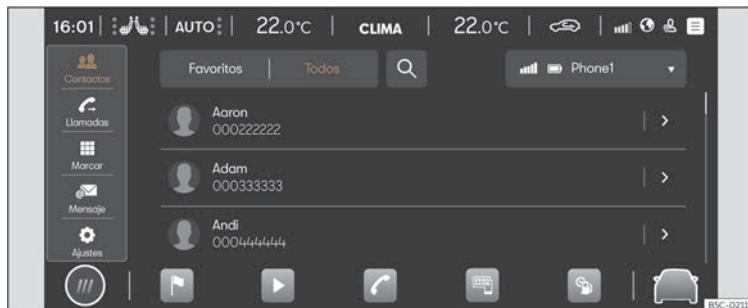 16:01 AUTO 22.0°C CLIMA 22.0°C
Contactos
Llamadas
Marcar
Mensaje
Ajustes
Favoritos Todos
Phone1
Aaron
000222222
Adam
000333333
Andi
000444444
B5C-0211